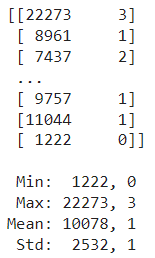 [[22273     3]
 [ 8961     1]
 [ 7437     2]
 ...
 [ 9757     1]
 [11044     1]
 [ 1222     0]]
Min:  1222, 0
Max: 22273, 3
Mean: 10078, 1
Std:  2532, 1